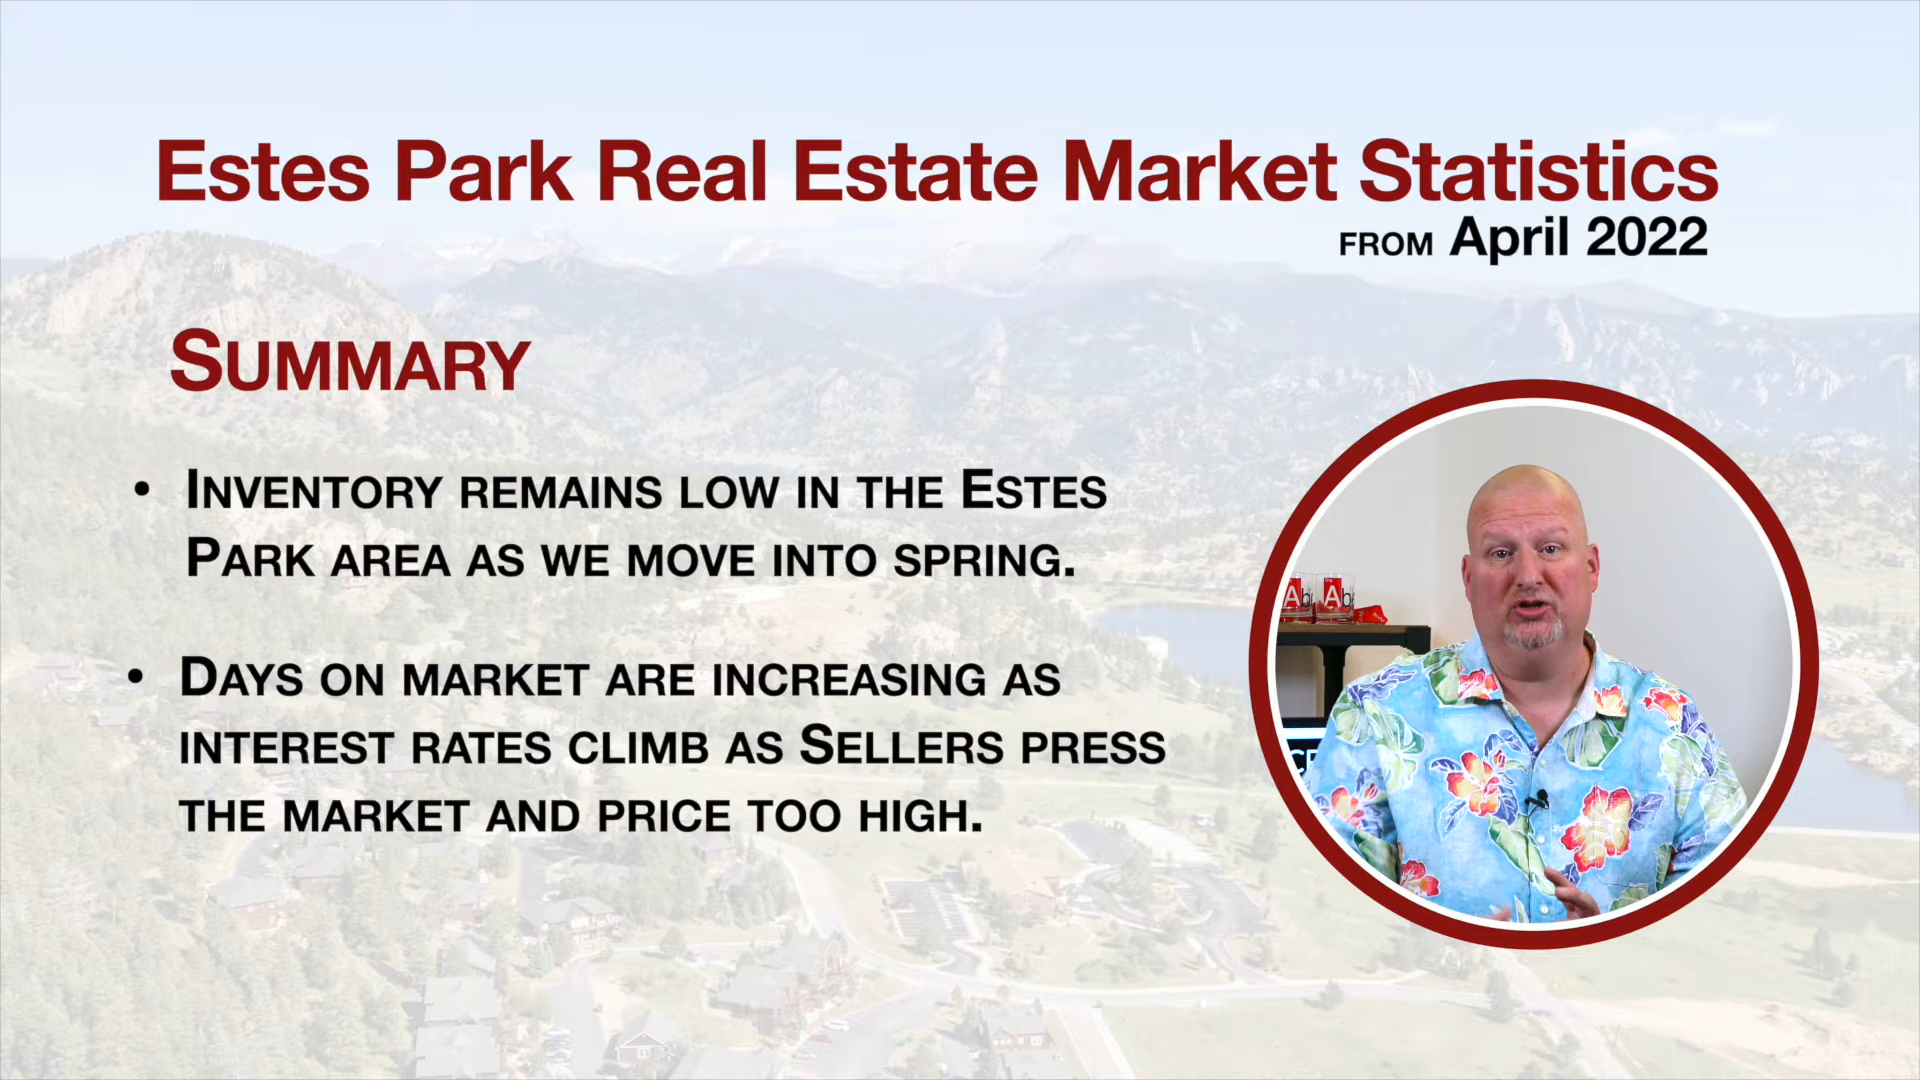 Estes Park Real Estate Market Statistics
FROM April 2022
SUMMARY
• INVENTORY REMAINS LOW IN THE ESTES
PARK AREA AS WE MOVE INTO SPRING.
• DAYS ON MARKET ARE INCREASING AS
INTEREST RATES CLIMB AS SELLERS PRESS
THE MARKET AND PRICE TOO HIGH.